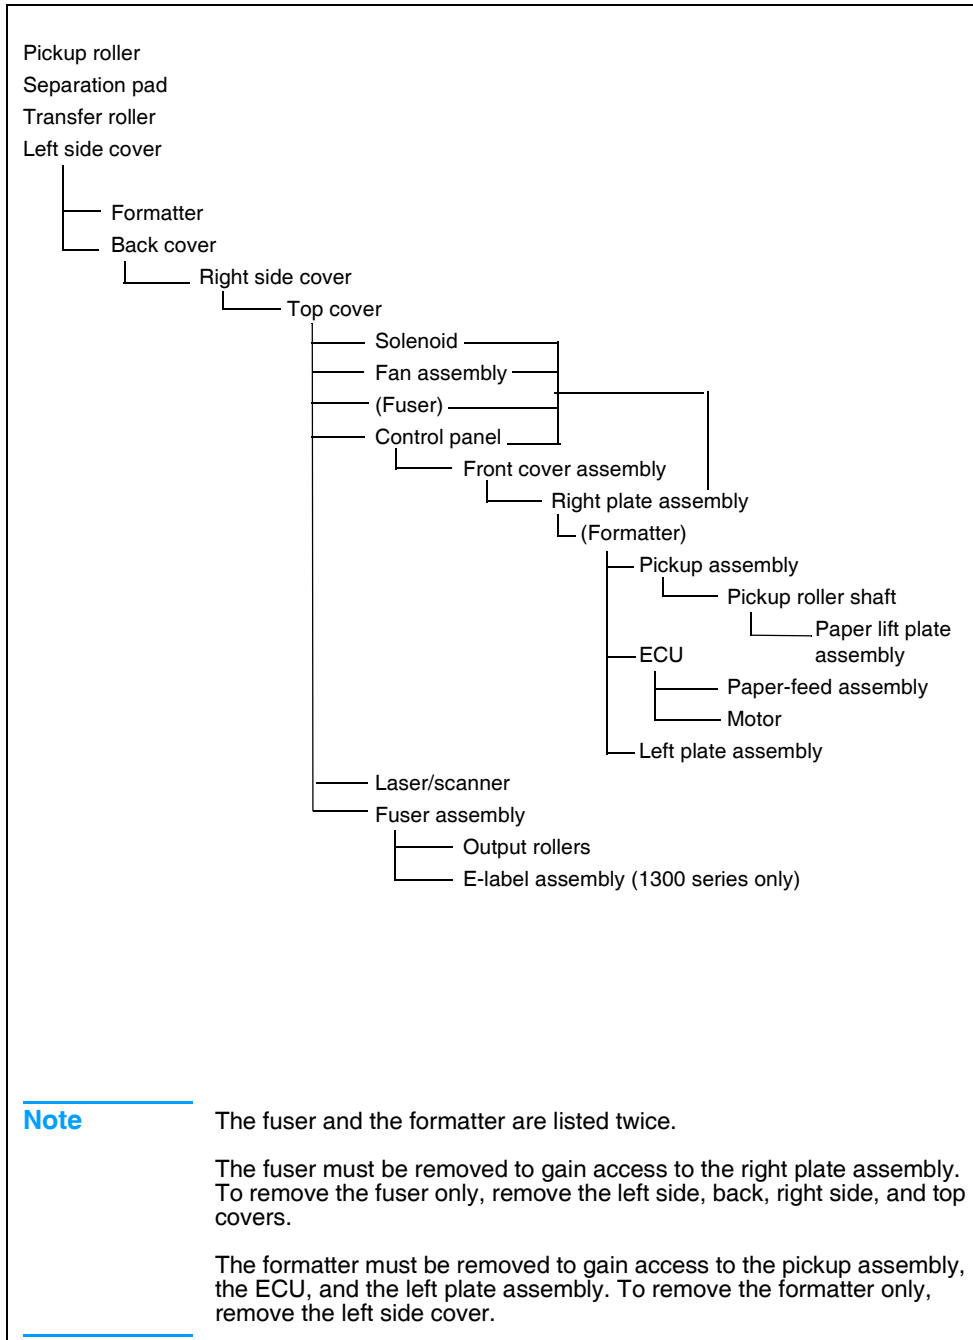 Pickup roller
Separation pad
Transfer roller
Left side cover
Formatter
Back cover
Right side cover
Top cover
Solenoid
Fan assembly
(Fuser)
Control panel
Front cover assembly
Right plate assembly
(Formatter)
Pickup assembly
Pickup roller shaft
Paper lift plate
assembly
ECU
Paper-feed assembly
Motor
Left plate assembly
Laser/scanner
Fuser assembly
Output rollers
E-label assembly (1300 series only)
Note
The fuser and the formatter are listed twice.
The fuser must be removed to gain access to the right plate assembly.
To remove the fuser only, remove the left side, back, right side, and top
covers.
The formatter must be removed to gain access to the pickup assembly,
the ECU, and the left plate assembly. To remove the formatter only,
remove the left side cover.